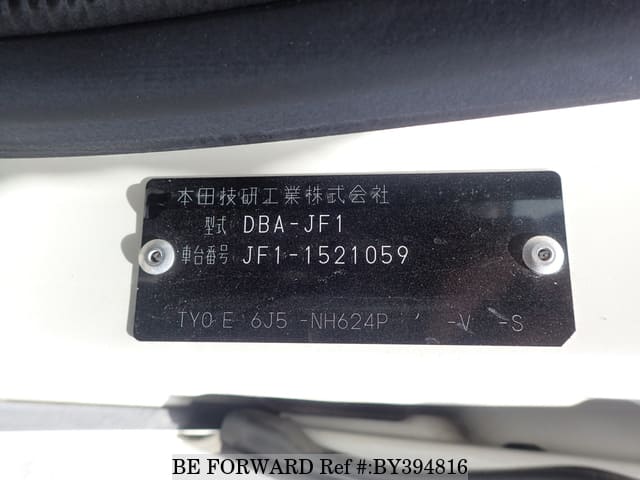 本田技研工業株式会社
型式 DBA-JF1
車台番号 JF1-1521059
TYO E 6J5 -NH624P -V -S
BE FORWARD Ref #:BY394816